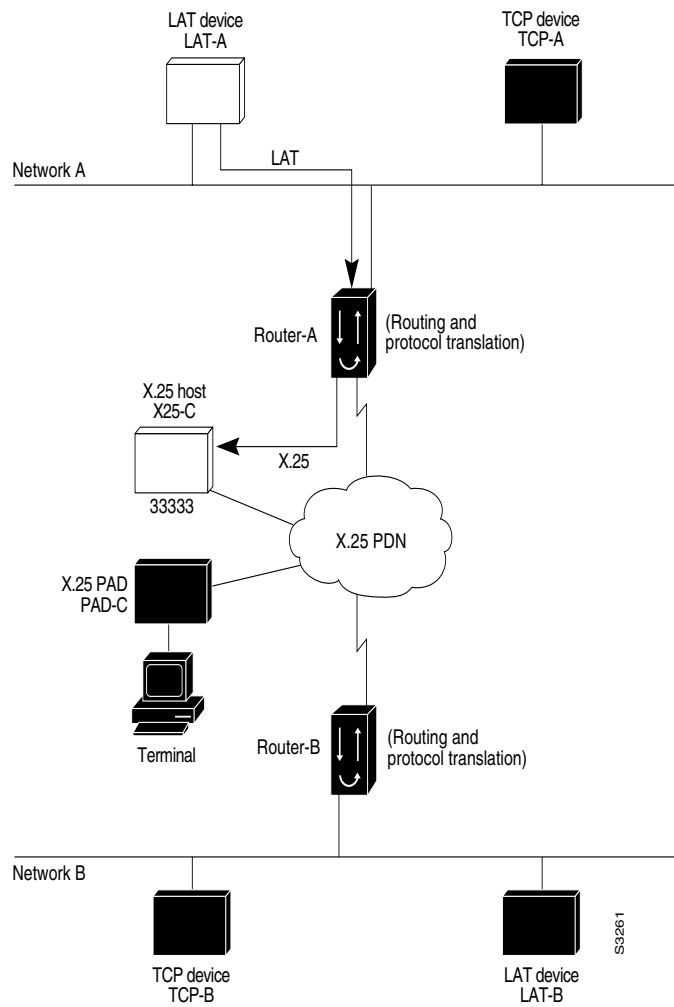 LAT device
LAT-A
TCP device
TCP-A
LAT
Network A
Router-A
(Routing and
protocol translation)
X.25 host
X25-C
X.25
33333
X.25 PDN
X.25 PAD
PAD-C
Terminal
Router-B
(Routing and
protocol translation)
Network B
TCP device
TCP-B
LAT device
LAT-B
S3261